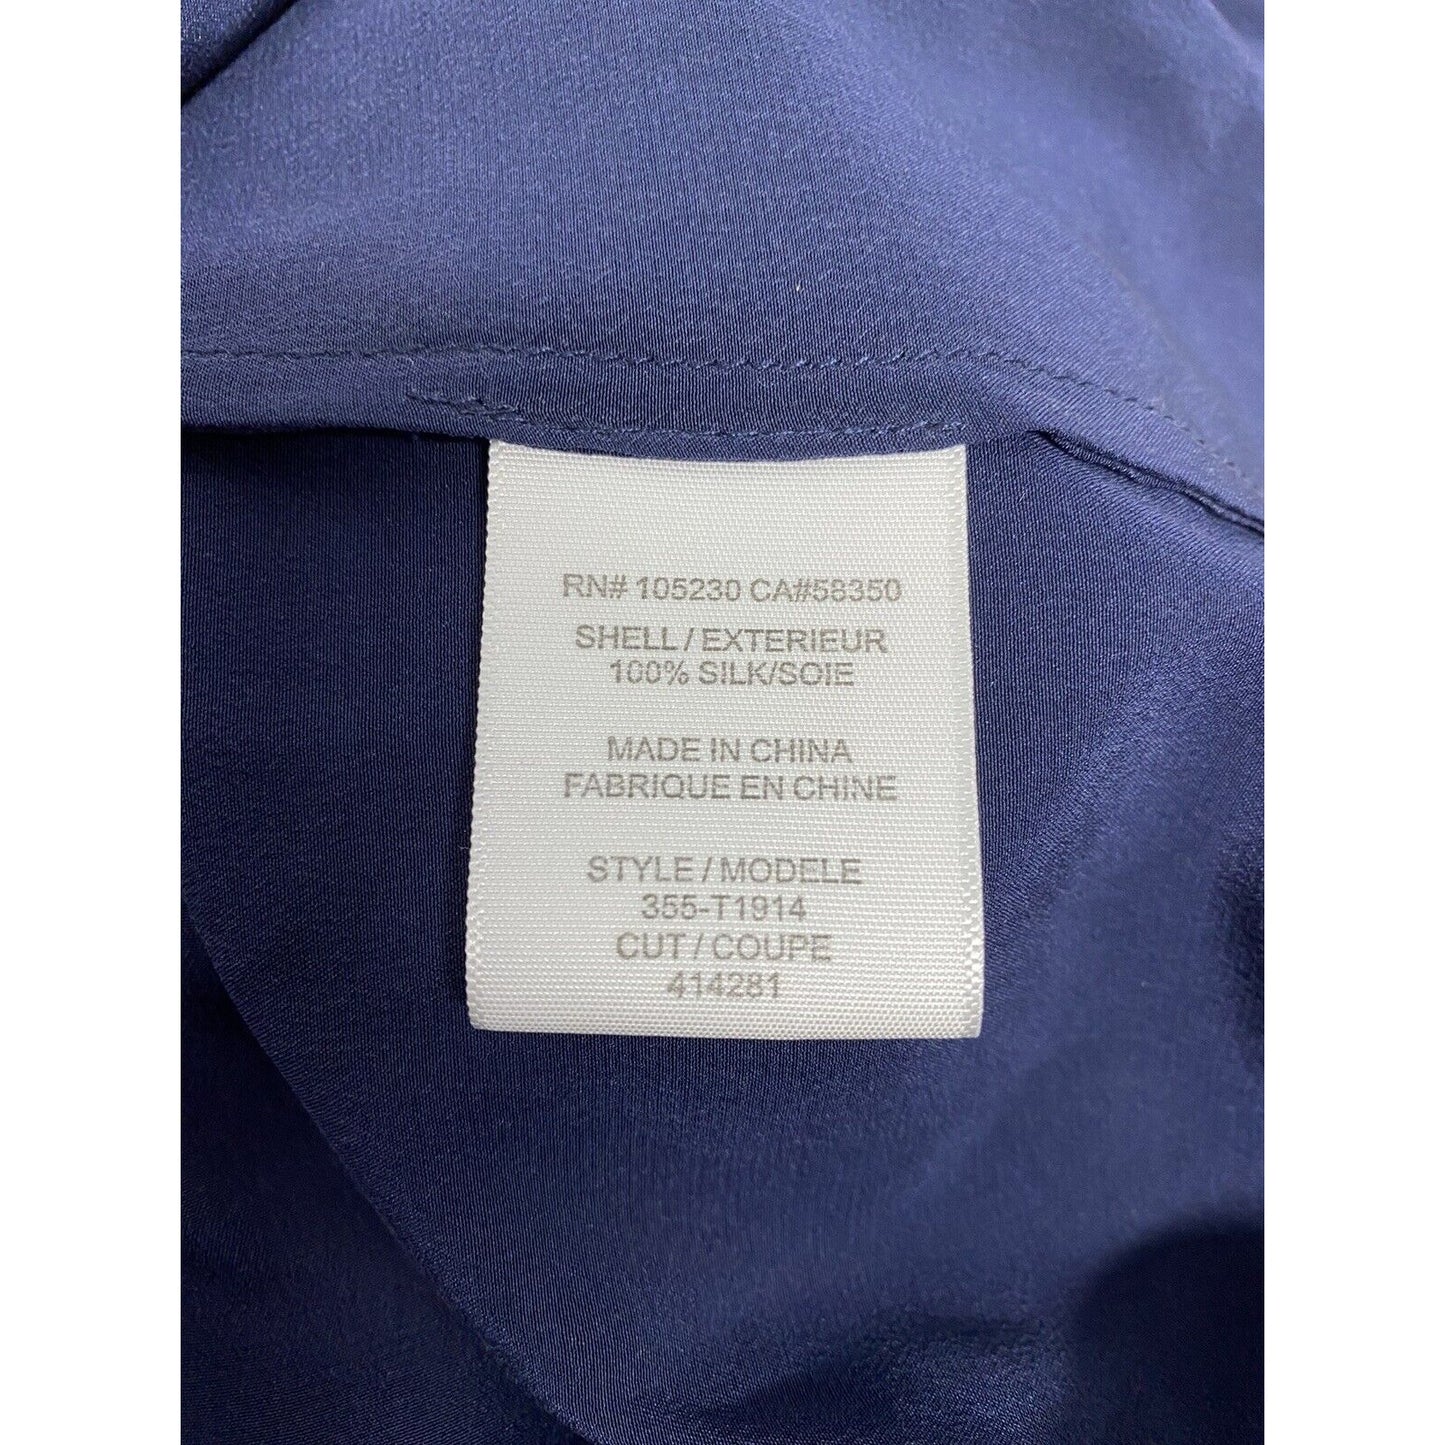 RN# 105230 CA#58350
SHELL / EXTERIEUR
100% SILK/SOIE
MADE IN CHINA
FABRIQUE EN CHINE
STYLE / MODELE
355-T1914
CUT / COUPE
414281